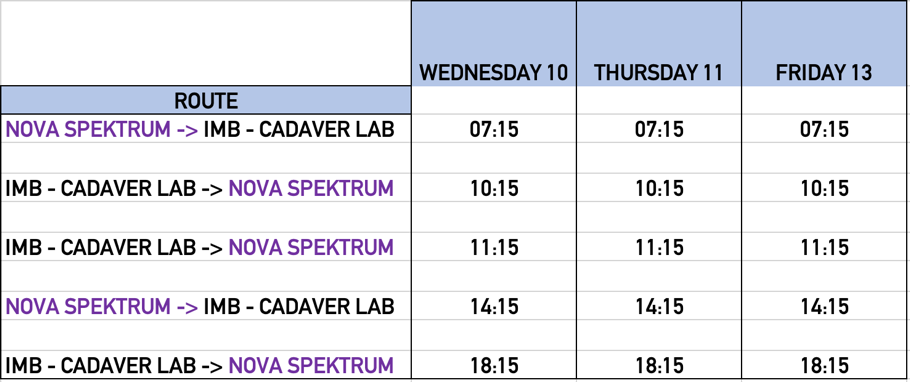 WEDNESDAY 10 THURSDAY 11 FRIDAY 13
ROUTE
NOVA SPEKTRUM -> IMB - CADAVER LAB 07:15 07:15 07:15
IMB - CADAVER LAB -> NOVA SPEKTRUM 10:15 10:15 10:15
IMB - CADAVER LAB -> NOVA SPEKTRUM 11:15 11:15 11:15
NOVA SPEKTRUM -> IMB - CADAVER LAB 14:15 14:15 14:15
IMB - CADAVER LAB -> NOVA SPEKTRUM 18:15 18:15 18:15